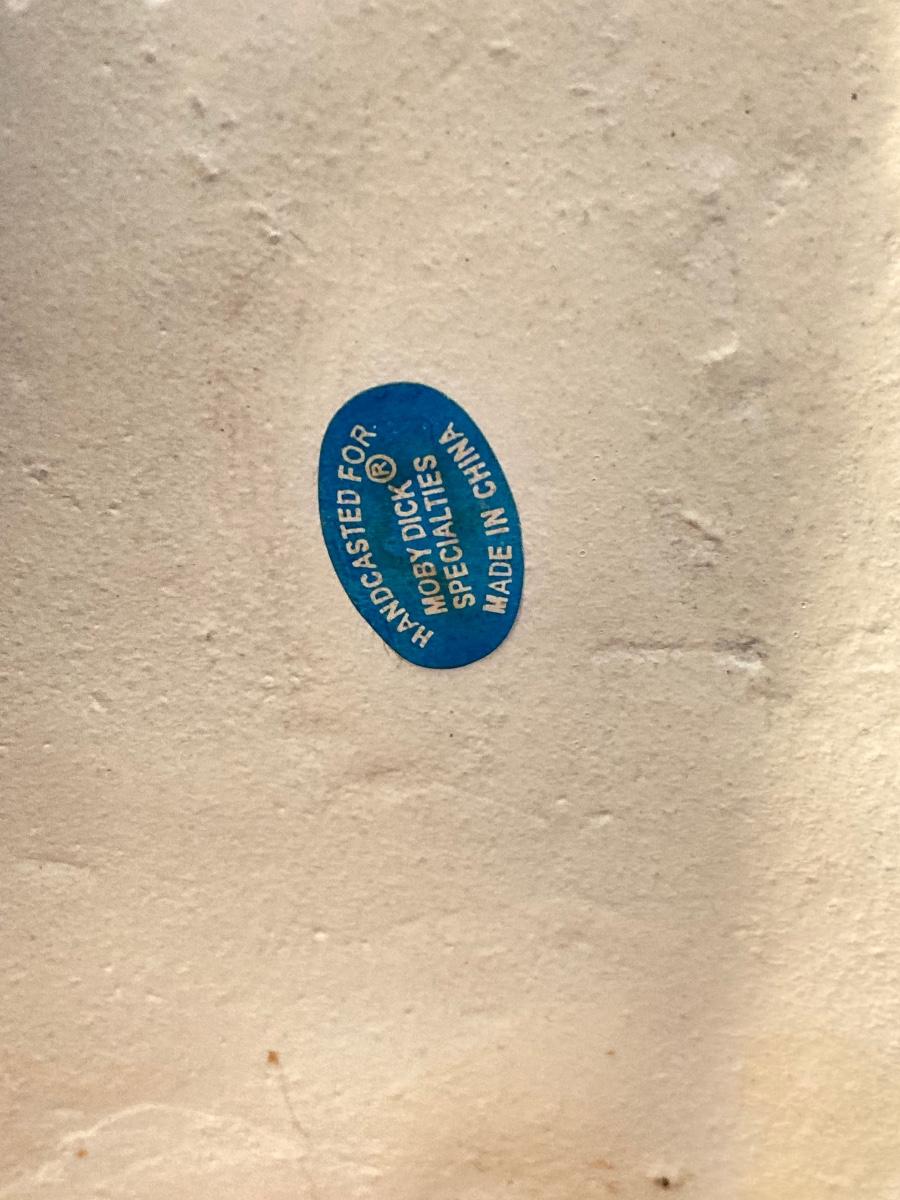 HANDCASTED FOR
MOBY DICK®
SPECIALTIES
MADE IN CHINA